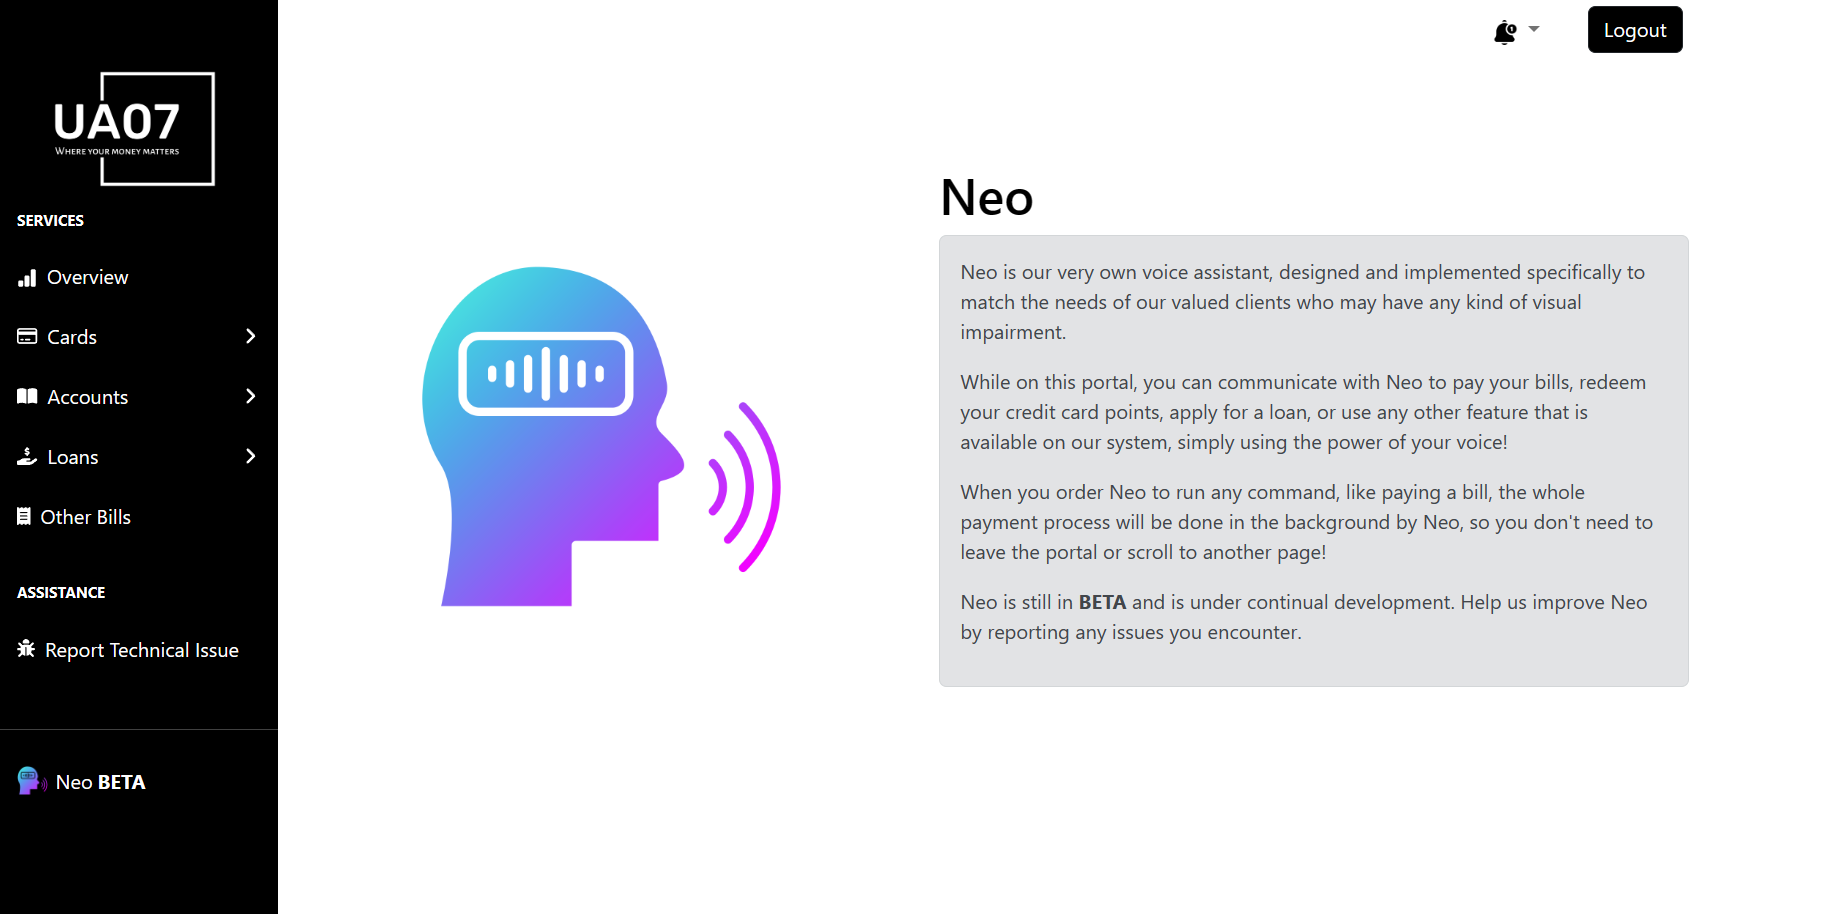 UA07
WHERE YOUR MONEY MATTERS
SERVICES
Overview
Cards
Accounts
Loans
Other Bills
ASSISTANCE
Report Technical Issue
Neo BETA
Logout
Neo
Neo is our very own voice assistant, designed and implemented specifically to
match the needs of our valued clients who may have any kind of visual
impairment.
While on this portal, you can communicate with Neo to pay your bills, redeem
your credit card points, apply for a loan, or use any other feature that is
available on our system, simply using the power of your voice!
When you order Neo to run any command, like paying a bill, the whole
payment process will be done in the background by Neo, so you don't need to
leave the portal or scroll to another page!
Neo is still in BETA and is under continual development. Help us improve Neo
by reporting any issues you encounter.